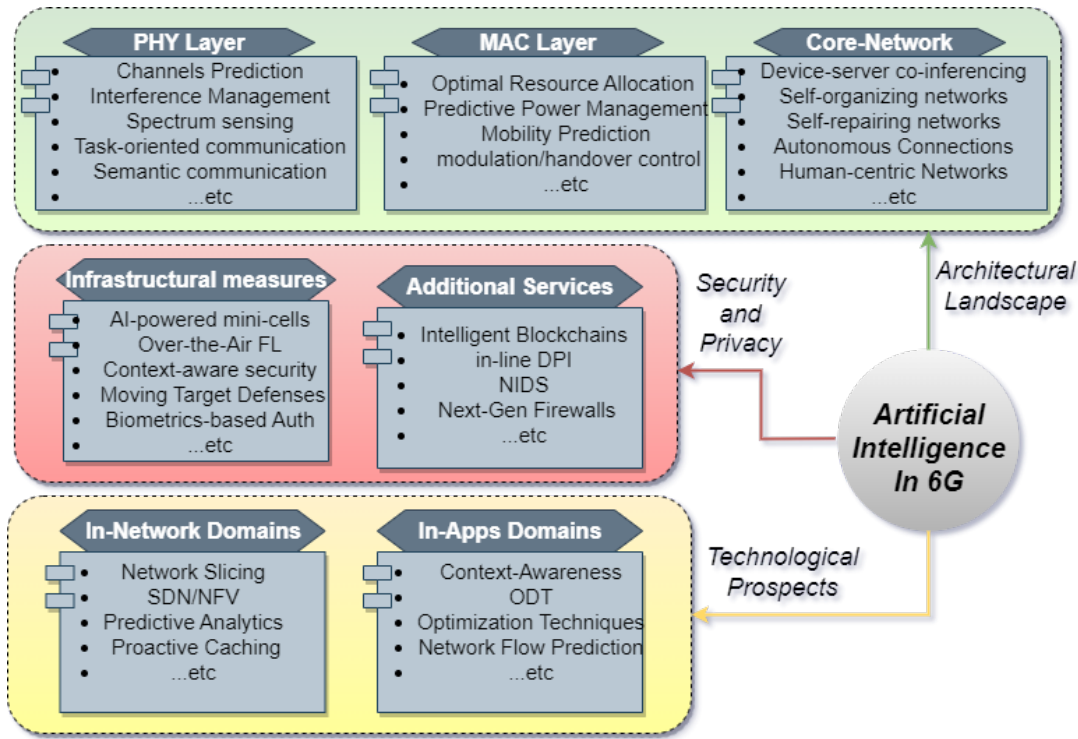 PHY Layer
• Channels Prediction
• Interference Management
• Spectrum sensing
• Task-oriented communication
• Semantic communication
• ...etc
MAC Layer
• Optimal Resource Allocation
• Predictive Power Management
• Mobility Prediction
• modulation/handover control
• ...etc
Core-Network
• Device-server co-inferencing
• Self-organizing networks
• Self-repairing networks
• Autonomous Connections
• Human-centric Networks
• ...etc
Architectural
Landscape
Infrastructural measures
• AI-powered mini-cells
• Over-the-Air FL
• Context-aware security
• Moving Target Defenses
• Biometrics-based Auth
• ...etc
Additional Services
• Intelligent Blockchains
• in-line DPI
• NIDS
• Next-Gen Firewalls
• ...etc
Security
and
Privacy
Artificial
Intelligence
In 6G
In-Network Domains
• Network Slicing
• SDN/NFV
• Predictive Analytics
• Proactive Caching
• ...etc
In-Apps Domains
• Context-Awareness
• ODT
• Optimization Techniques
• Network Flow Prediction
• ...etc
Technological
Prospects